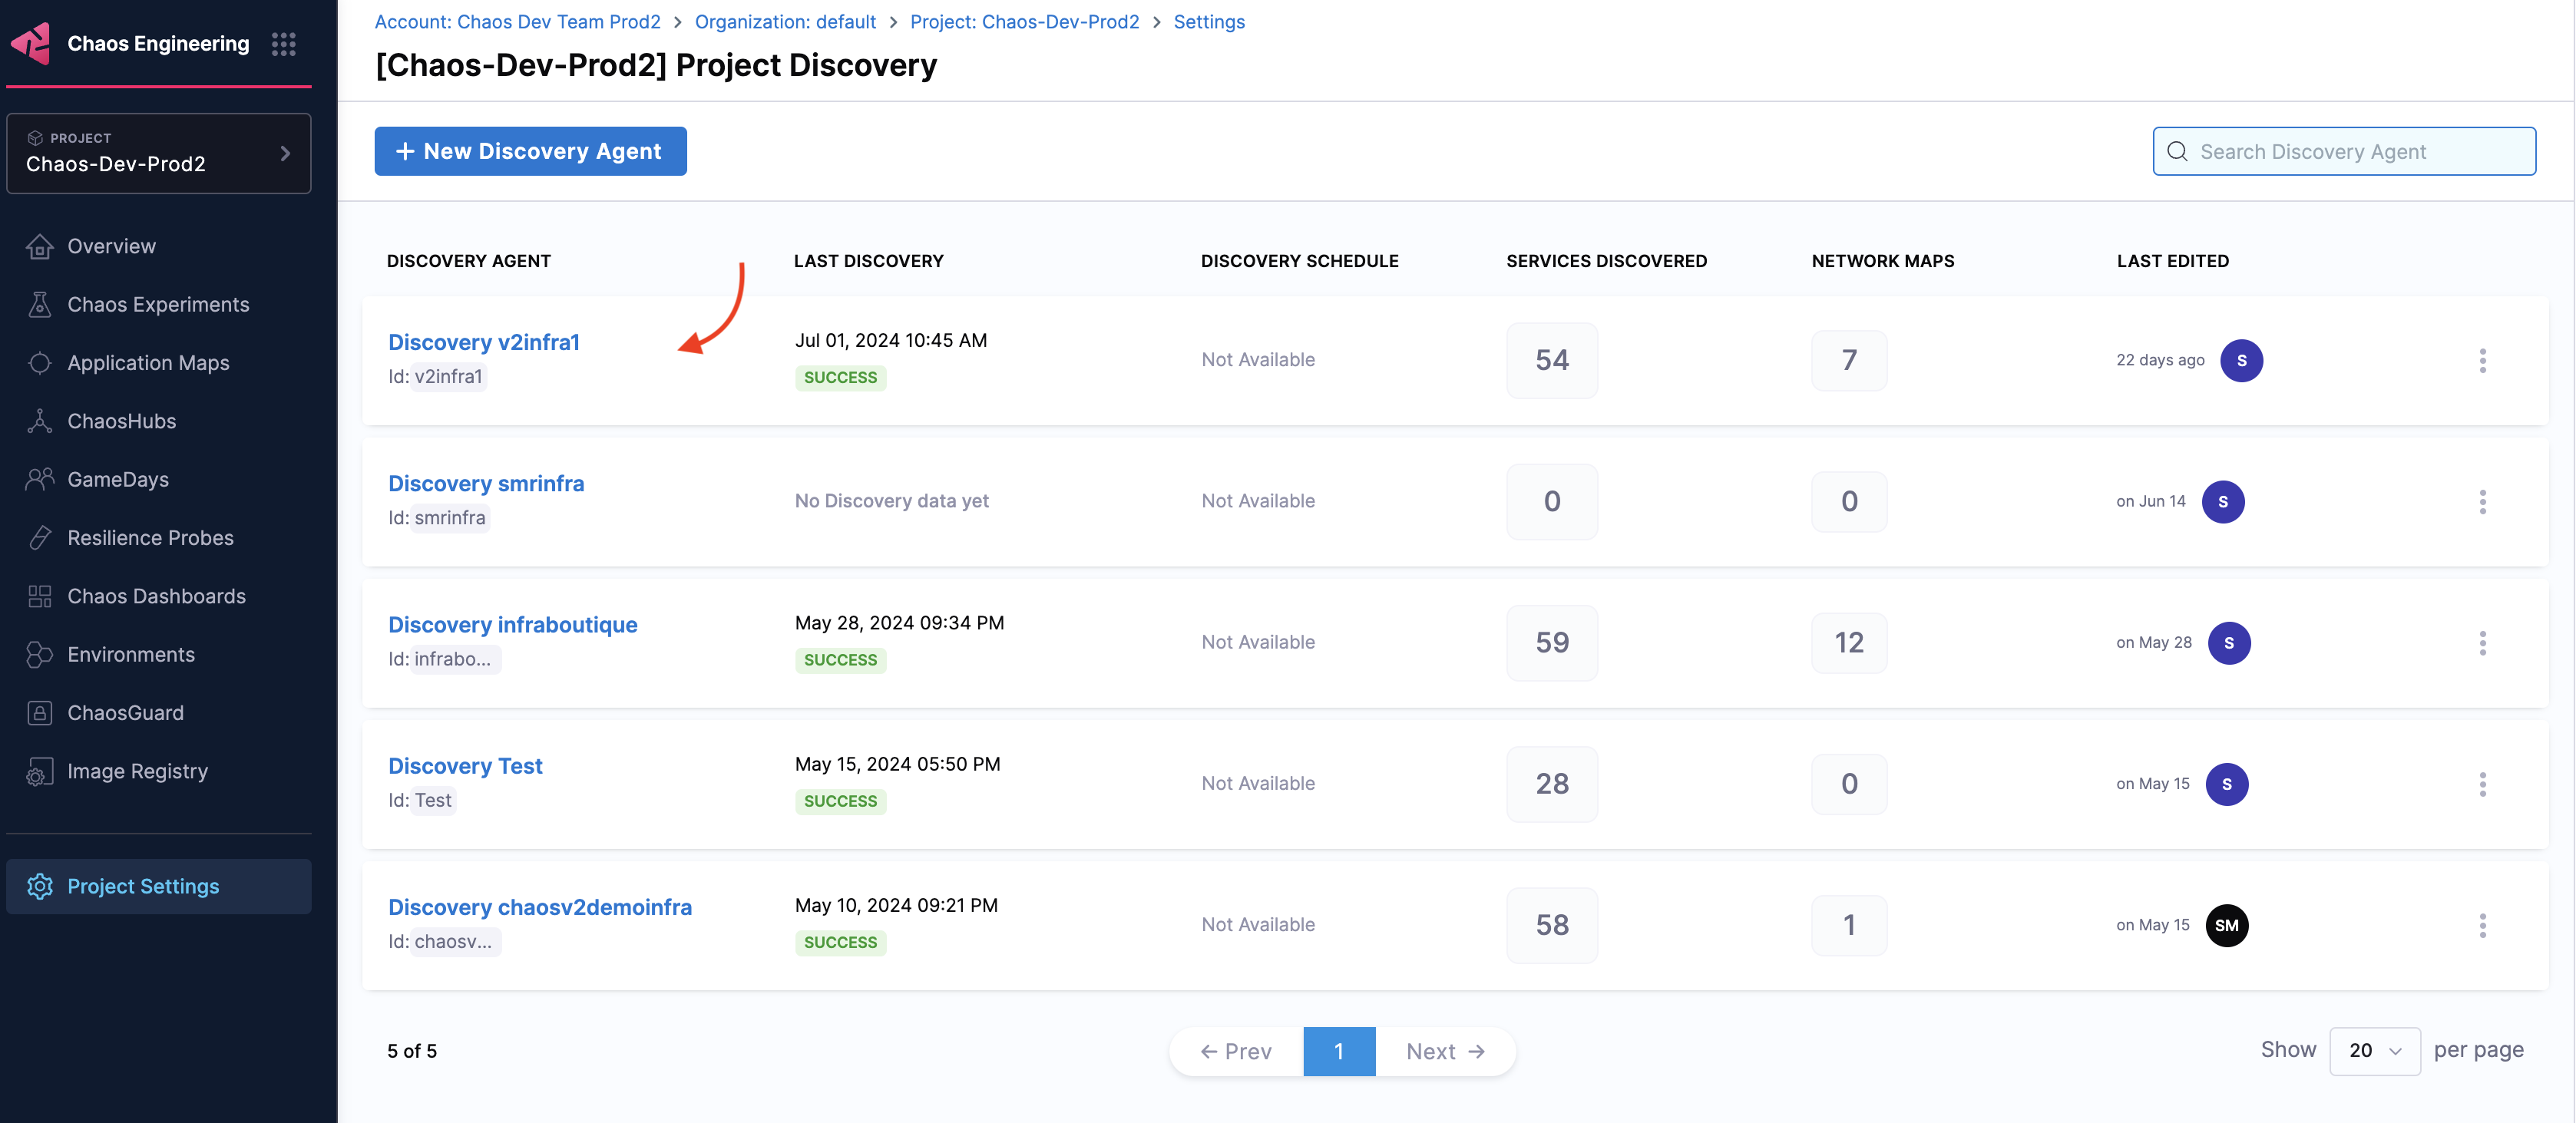 Chaos Engineering
PROJECT
Chaos-Dev-Prod2
Overview
Chaos Experiments
Application Maps
ChaosHubs
GameDays
Resilience Probes
Chaos Dashboards
Environments
ChaosGuard
Image Registry
Project Settings
Account: Chaos Dev Team Prod2 > Organization: default > Project: Chaos-Dev-Prod2 > Settings
[Chaos-Dev-Prod2] Project Discovery
+ New Discovery Agent
Search Discovery Agent
DISCOVERY AGENT LAST DISCOVERY DISCOVERY SCHEDULE SERVICES DISCOVERED NETWORK MAPS LAST EDITED
Discovery v2infra1
Id: v2infra1
Jul 01, 2024 10:45 AM
SUCCESS
Not Available
54
7
22 days ago S
Discovery smrinfra
Id: smrinfra
No Discovery data yet
Not Available
0
0
on Jun 14 S
Discovery infraboutique
Id: infrabo...
May 28, 2024 09:34 PM
SUCCESS
Not Available
59
12
on May 28 S
Discovery Test
Id: Test
May 15, 2024 05:50 PM
SUCCESS
Not Available
28
0
on May 15 S
Discovery chaosv2demoinfra
Id: chaosv...
May 10, 2024 09:21 PM
SUCCESS
Not Available
58
1
on May 15 SM
5 of 5
← Prev 1 Next →
Show 20 per page